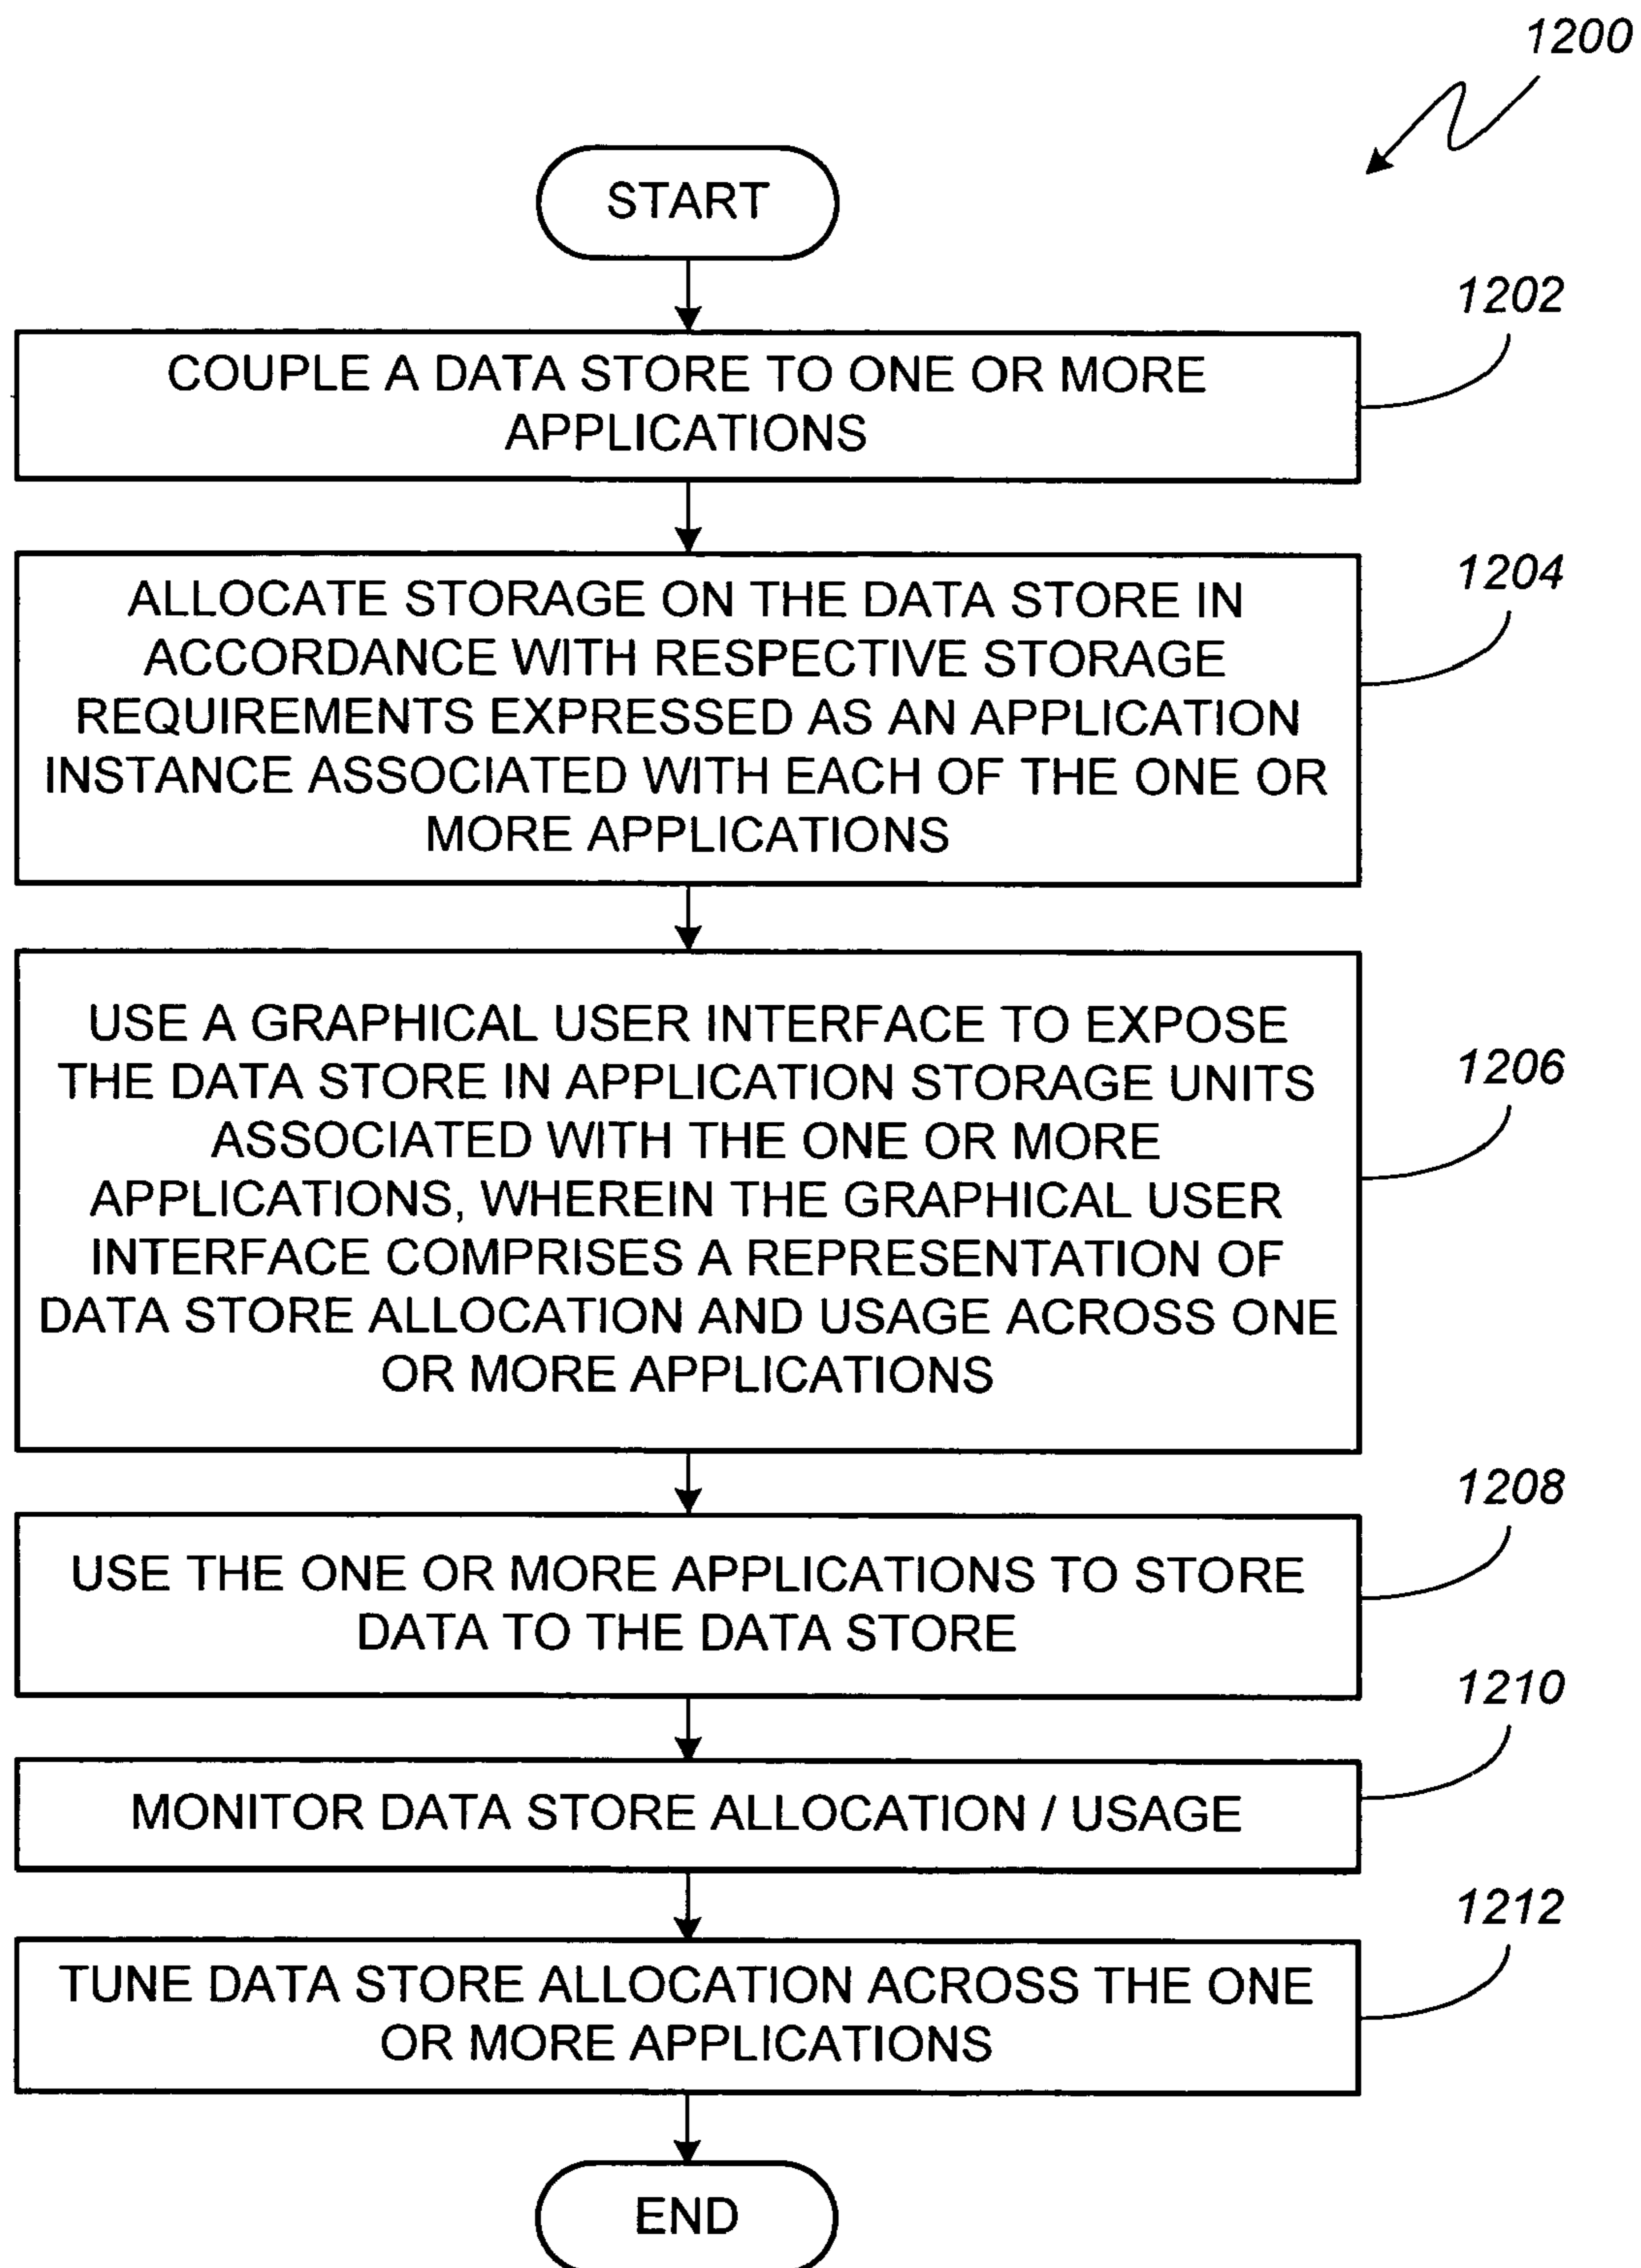 1200
START
1202
COUPLE A DATA STORE TO ONE OR MORE
APPLICATIONS
1204
ALLOCATE STORAGE ON THE DATA STORE IN
ACCORDANCE WITH RESPECTIVE STORAGE
REQUIREMENTS EXPRESSED AS AN APPLICATION
INSTANCE ASSOCIATED WITH EACH OF THE ONE OR
MORE APPLICATIONS
1206
USE A GRAPHICAL USER INTERFACE TO EXPOSE
THE DATA STORE IN APPLICATION STORAGE UNITS
ASSOCIATED WITH THE ONE OR MORE
APPLICATIONS, WHEREIN THE GRAPHICAL USER
INTERFACE COMPRISES A REPRESENTATION OF
DATA STORE ALLOCATION AND USAGE ACROSS ONE
OR MORE APPLICATIONS
1208
USE THE ONE OR MORE APPLICATIONS TO STORE
DATA TO THE DATA STORE
1210
MONITOR DATA STORE ALLOCATION / USAGE
1212
TUNE DATA STORE ALLOCATION ACROSS THE ONE
OR MORE APPLICATIONS
END